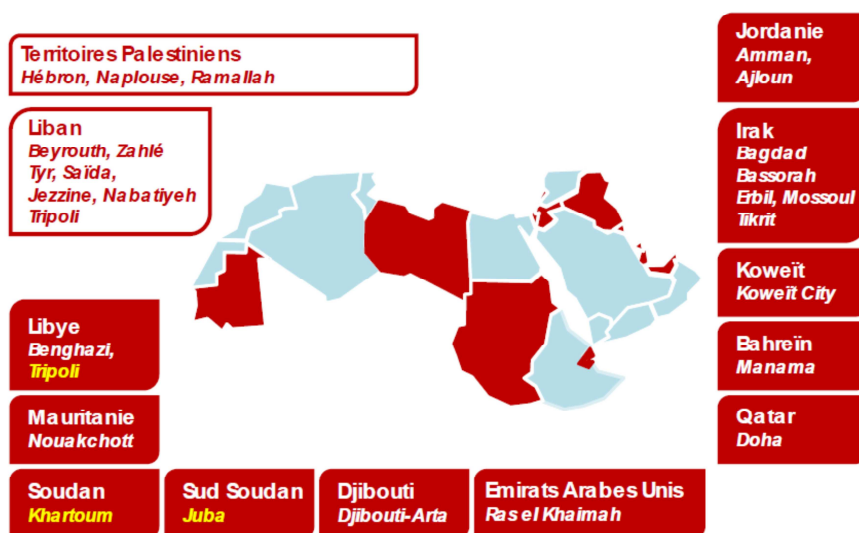 Territoires Palestiniens
Hébron, Naplouse, Ramallah
Liban
Beyrouth, Zahlé
Tyr, Saïda,
Jezzine, Nabatiyeh
Tripoli
Libye
Benghazi,
Tripoli
Mauritanie
Nouakchott
Soudan
Khartoum
Sud Soudan
Juba
Djibouti
Djibouti-Arta
Emirats Arabes Unis
Ras el Khaimah
Jordanie
Amman,
Ajloun
Irak
Bagdad
Bassorah
Erbil, Mossoul
Tikrit
Koweït
Koweït City
Bahreïn
Manama
Qatar
Doha